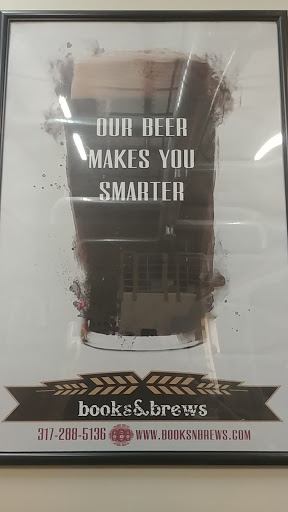 OUR BEER
MAKES YOU
SMARTER
books&brews
317-288-5136 WWW.BOOKSNBREWS.COM